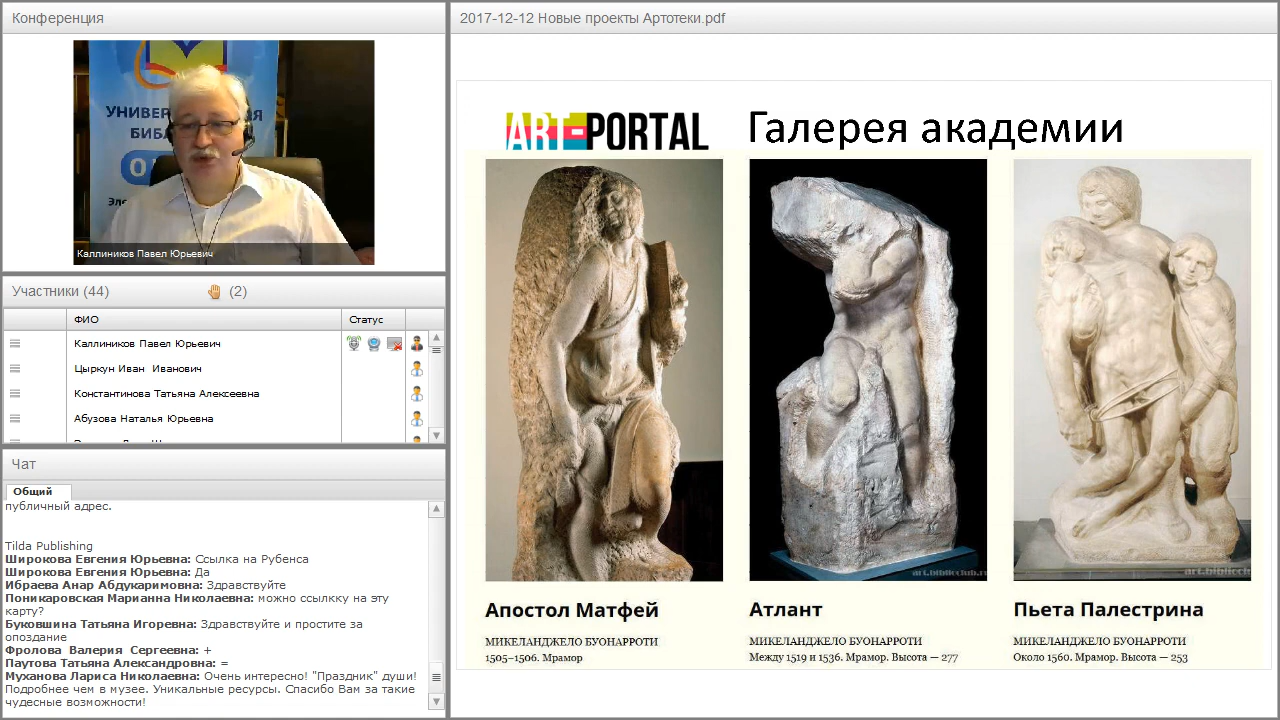 Конференция
УНИВЕР
АЯ
БИБЛ
Каллиников Павел Юрьевич
Участники (44)
(2)
ФИО
Статус
Каллиников Павел Юрьевич
Цыркун Иван Иванович
Константинова Татьяна Алексеевна
Абузова Наталья Юрьевна
Чат
Общий
публичный адрес.
Tilda Publishing
Широкова Евгения Юрьевна: Ссылка на Рубенса
Широкова Евгения Юрьевна: Да
Ибраева Анар Абдукаримовна: Здравствуйте!
Поникаровская Марианна Николаевна: можно ссылкку на эту
карту?
Буковшина Татьяна Игоревна: Здравствуйте и простите за
опоздание
Фролова Валерия Сергеевна: +
Паутова Татьяна Александровна: =
Муханова Лариса Николаевна: Очень интересно! "Праздник" души!
Подробнее чем в музее. Уникальные ресурсы. Спасибо Вам за такие
чудесные возможности!
2017-12-12 Новые проекты Артотеки.pdf
ART-PORTAL
Галерея академии
Апостол Матфей
МИКЕЛАНДЖЕЛО БУОНАРРОТИ
1505–1506. Мрамор
art.biblioclub.ru
Атлант
МИКЕЛАНДЖЕЛО БУОНАРРОТИ
Между 1519 и 1536. Мрамор. Высота — 277
Пьета Палестрина
МИКЕЛАНДЖЕЛО БУОНАРРОТИ
Около 1560. Мрамор. Высота — 253